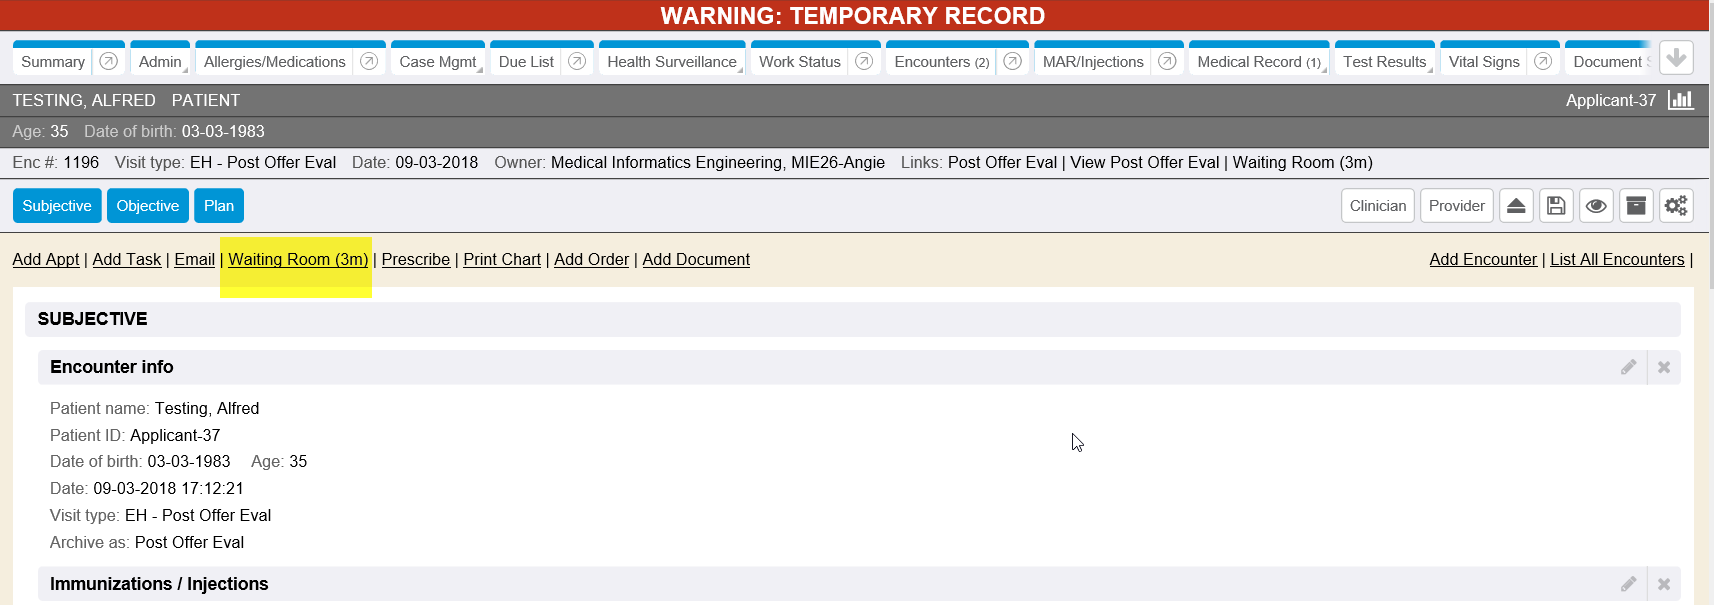 WARNING: TEMPORARY RECORD
Summary Admin Allergies/Medications Case Mgmt Due List Health Surveillance Work Status Encounters (2) MAR/Injections Medical Record (1) Test Results Vital Signs Document
TESTING, ALFRED PATIENT Applicant-37
Age: 35 Date of birth: 03-03-1983
Enc #: 1196 Visit type: EH - Post Offer Eval Date: 09-03-2018 Owner: Medical Informatics Engineering, MIE26-Angie Links: Post Offer Eval | View Post Offer Eval | Waiting Room (3m)
Subjective Objective Plan Clinician Provider
Add Appt | Add Task | Email | Waiting Room (3m) | Prescribe | Print Chart | Add Order | Add Document Add Encounter | List All Encounters |
SUBJECTIVE
Encounter info
Patient name: Testing, Alfred
Patient ID: Applicant-37
Date of birth: 03-03-1983 Age: 35
Date: 09-03-2018 17:12:21
Visit type: EH - Post Offer Eval
Archive as: Post Offer Eval
Immunizations / Injections